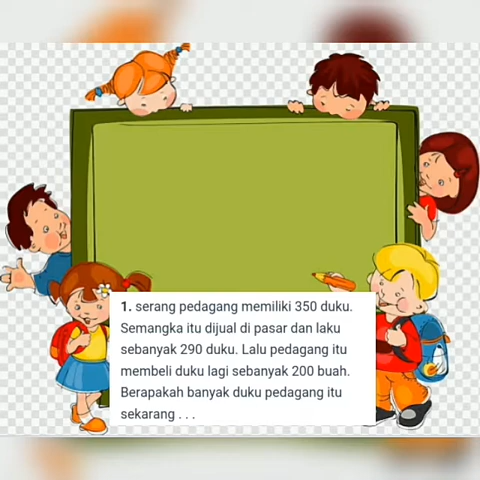 1. serang pedagang memiliki 350 duku.
Semangka itu dijual di pasar dan laku
sebanyak 290 duku. Lalu pedagang itu
membeli duku lagi sebanyak 200 buah.
Berapakah banyak duku pedagang itu
sekarang . . .